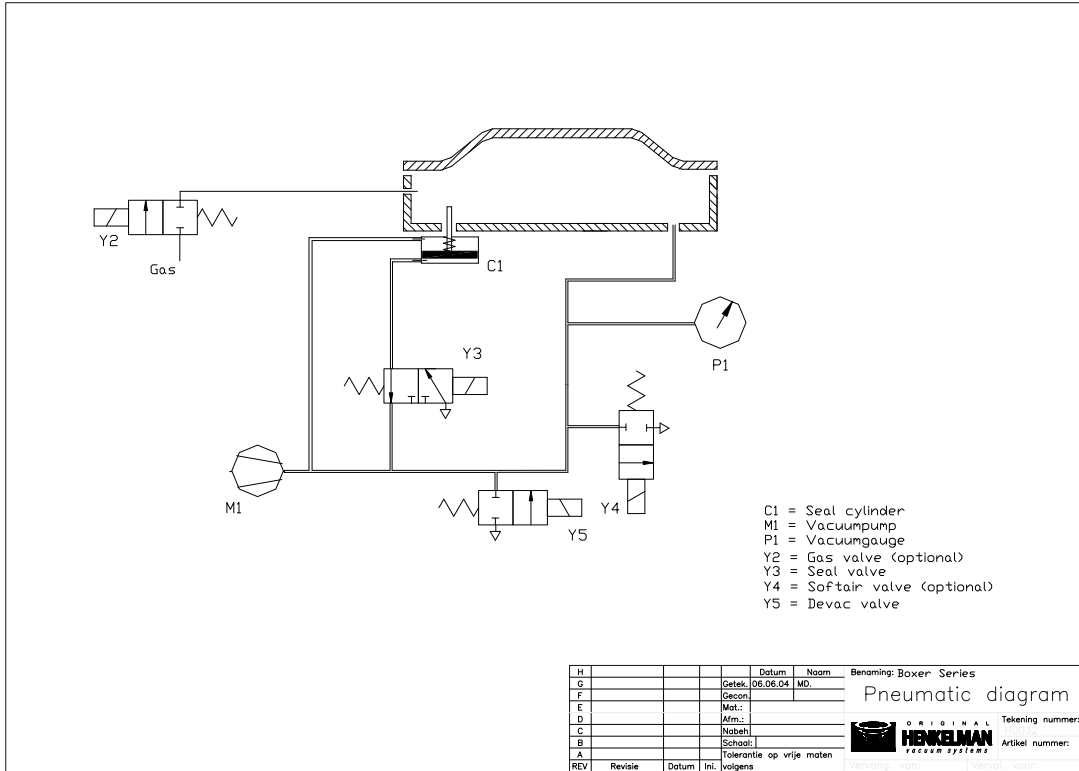 Y2
Gas
C1
Y3
P1
M1
Y4
Y5
C1 = Seal cylinder
M1 = Vacuumpump
P1 = Vacuumgauge
Y2 = Gas valve (optional)
Y3 = Seal valve
Y4 = Softair valve (optional)
Y5 = Devac valve
H Datum Naam Benaming: Boxer Series
G Getek. 06.06.04 MD. Pneumatic diagram
F Gecon.
E Mat.:
D Afm.: ORIGINAL Tekening nummer:
C Nabeh HENKELMAN
B Schaal: vacuum systems Artikel nummer:
A Tolerantie op vrije maten
REV Revisie Datum Ini. volgens Vervang. van: Verval. voor: